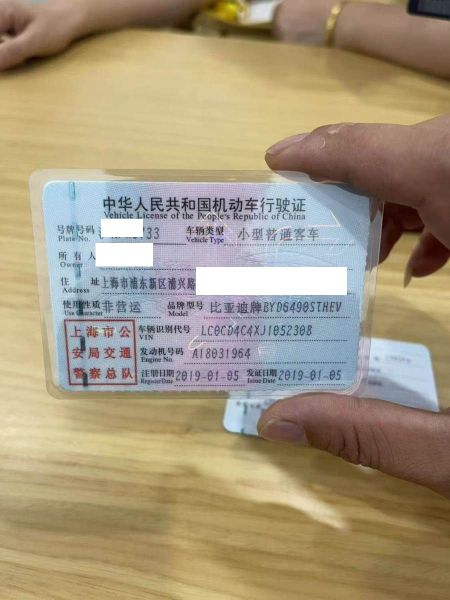 中华人民共和国机动车行驶证
Vehicle License of the People's Republic of China
号牌号码 733 车辆类型 小型普通客车
Plate No. Vehicle Type
所有人
Owner
住址 上海市浦东新区浦兴路
Address
使用性质 非营运 品牌型号 比亚迪牌BYD6490STHEV
Use Character Model
上海市公安局交通警察总队
车辆识别代号 LC0CD4C4XJ1052308
VIN
发动机号码 A18031964
Engine No.
注册日期 2019-01-05 发证日期 2019-01-05
Register Date Issue Date